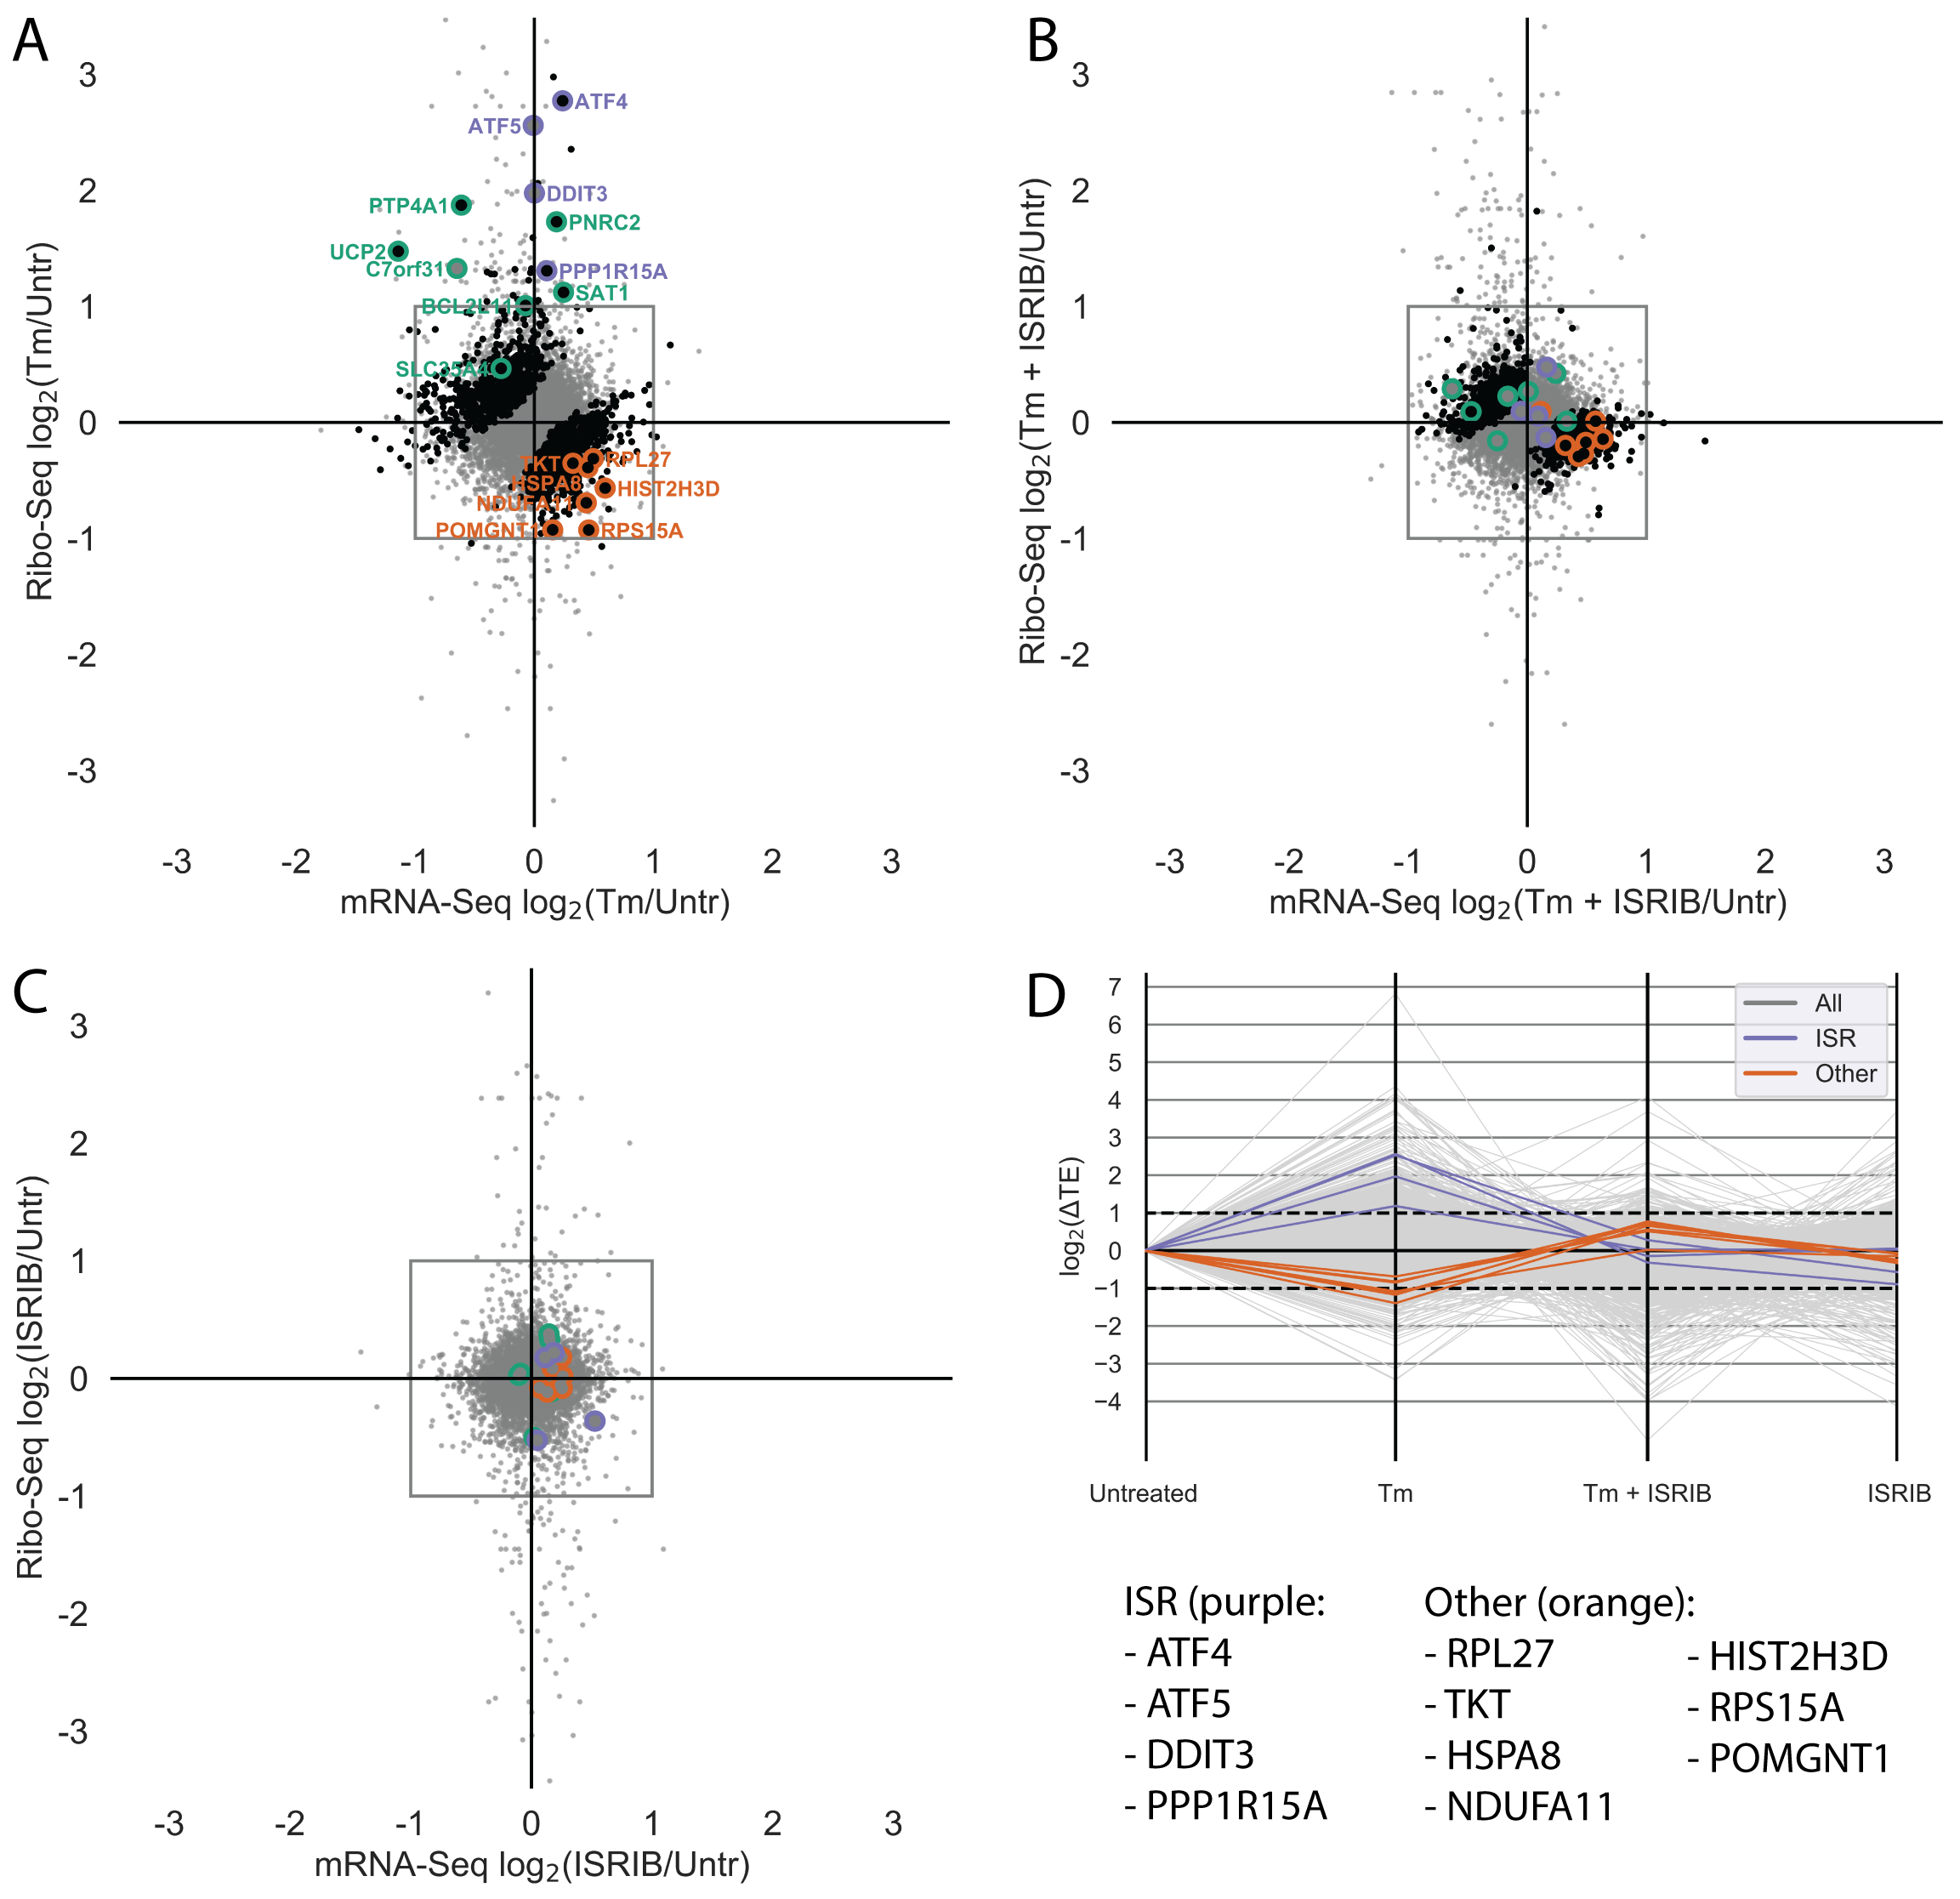 A
3
2
1
0
-1
-2
-3
Ribo-Seq log2(Tm/Untr)
ATF4
ATF5
DDIT3
PTP4A1
PNRC2
UCP2
C7orf31
PPP1R15A
SAT1
BCL2L11
SLC35A4
TKT
RPL27
HSPA8
HIST2H3D
NDUFA11
POMGNT1
RPS15A
-3 -2 -1 0 1 2 3
mRNA-Seq log2(Tm/Untr)
B
3
2
1
0
-1
-2
-3
Ribo-Seq log2(Tm + ISRIB/Untr)
-3 -2 -1 0 1 2 3
mRNA-Seq log2(Tm + ISRIB/Untr)
C
3
2
1
0
-1
-2
-3
Ribo-Seq log2(ISRIB/Untr)
-3 -2 -1 0 1 2 3
mRNA-Seq log2(ISRIB/Untr)
D
7
6
5
4
3
2
1
0
−1
−2
−3
−4
log2(ΔTE)
All
ISR
Other
Untreated Tm Tm + ISRIB ISRIB
ISR (purple:
- ATF4
- ATF5
- DDIT3
- PPP1R15A
Other (orange):
- RPL27
- TKT
- HSPA8
- NDUFA11
- HIST2H3D
- RPS15A
- POMGNT1